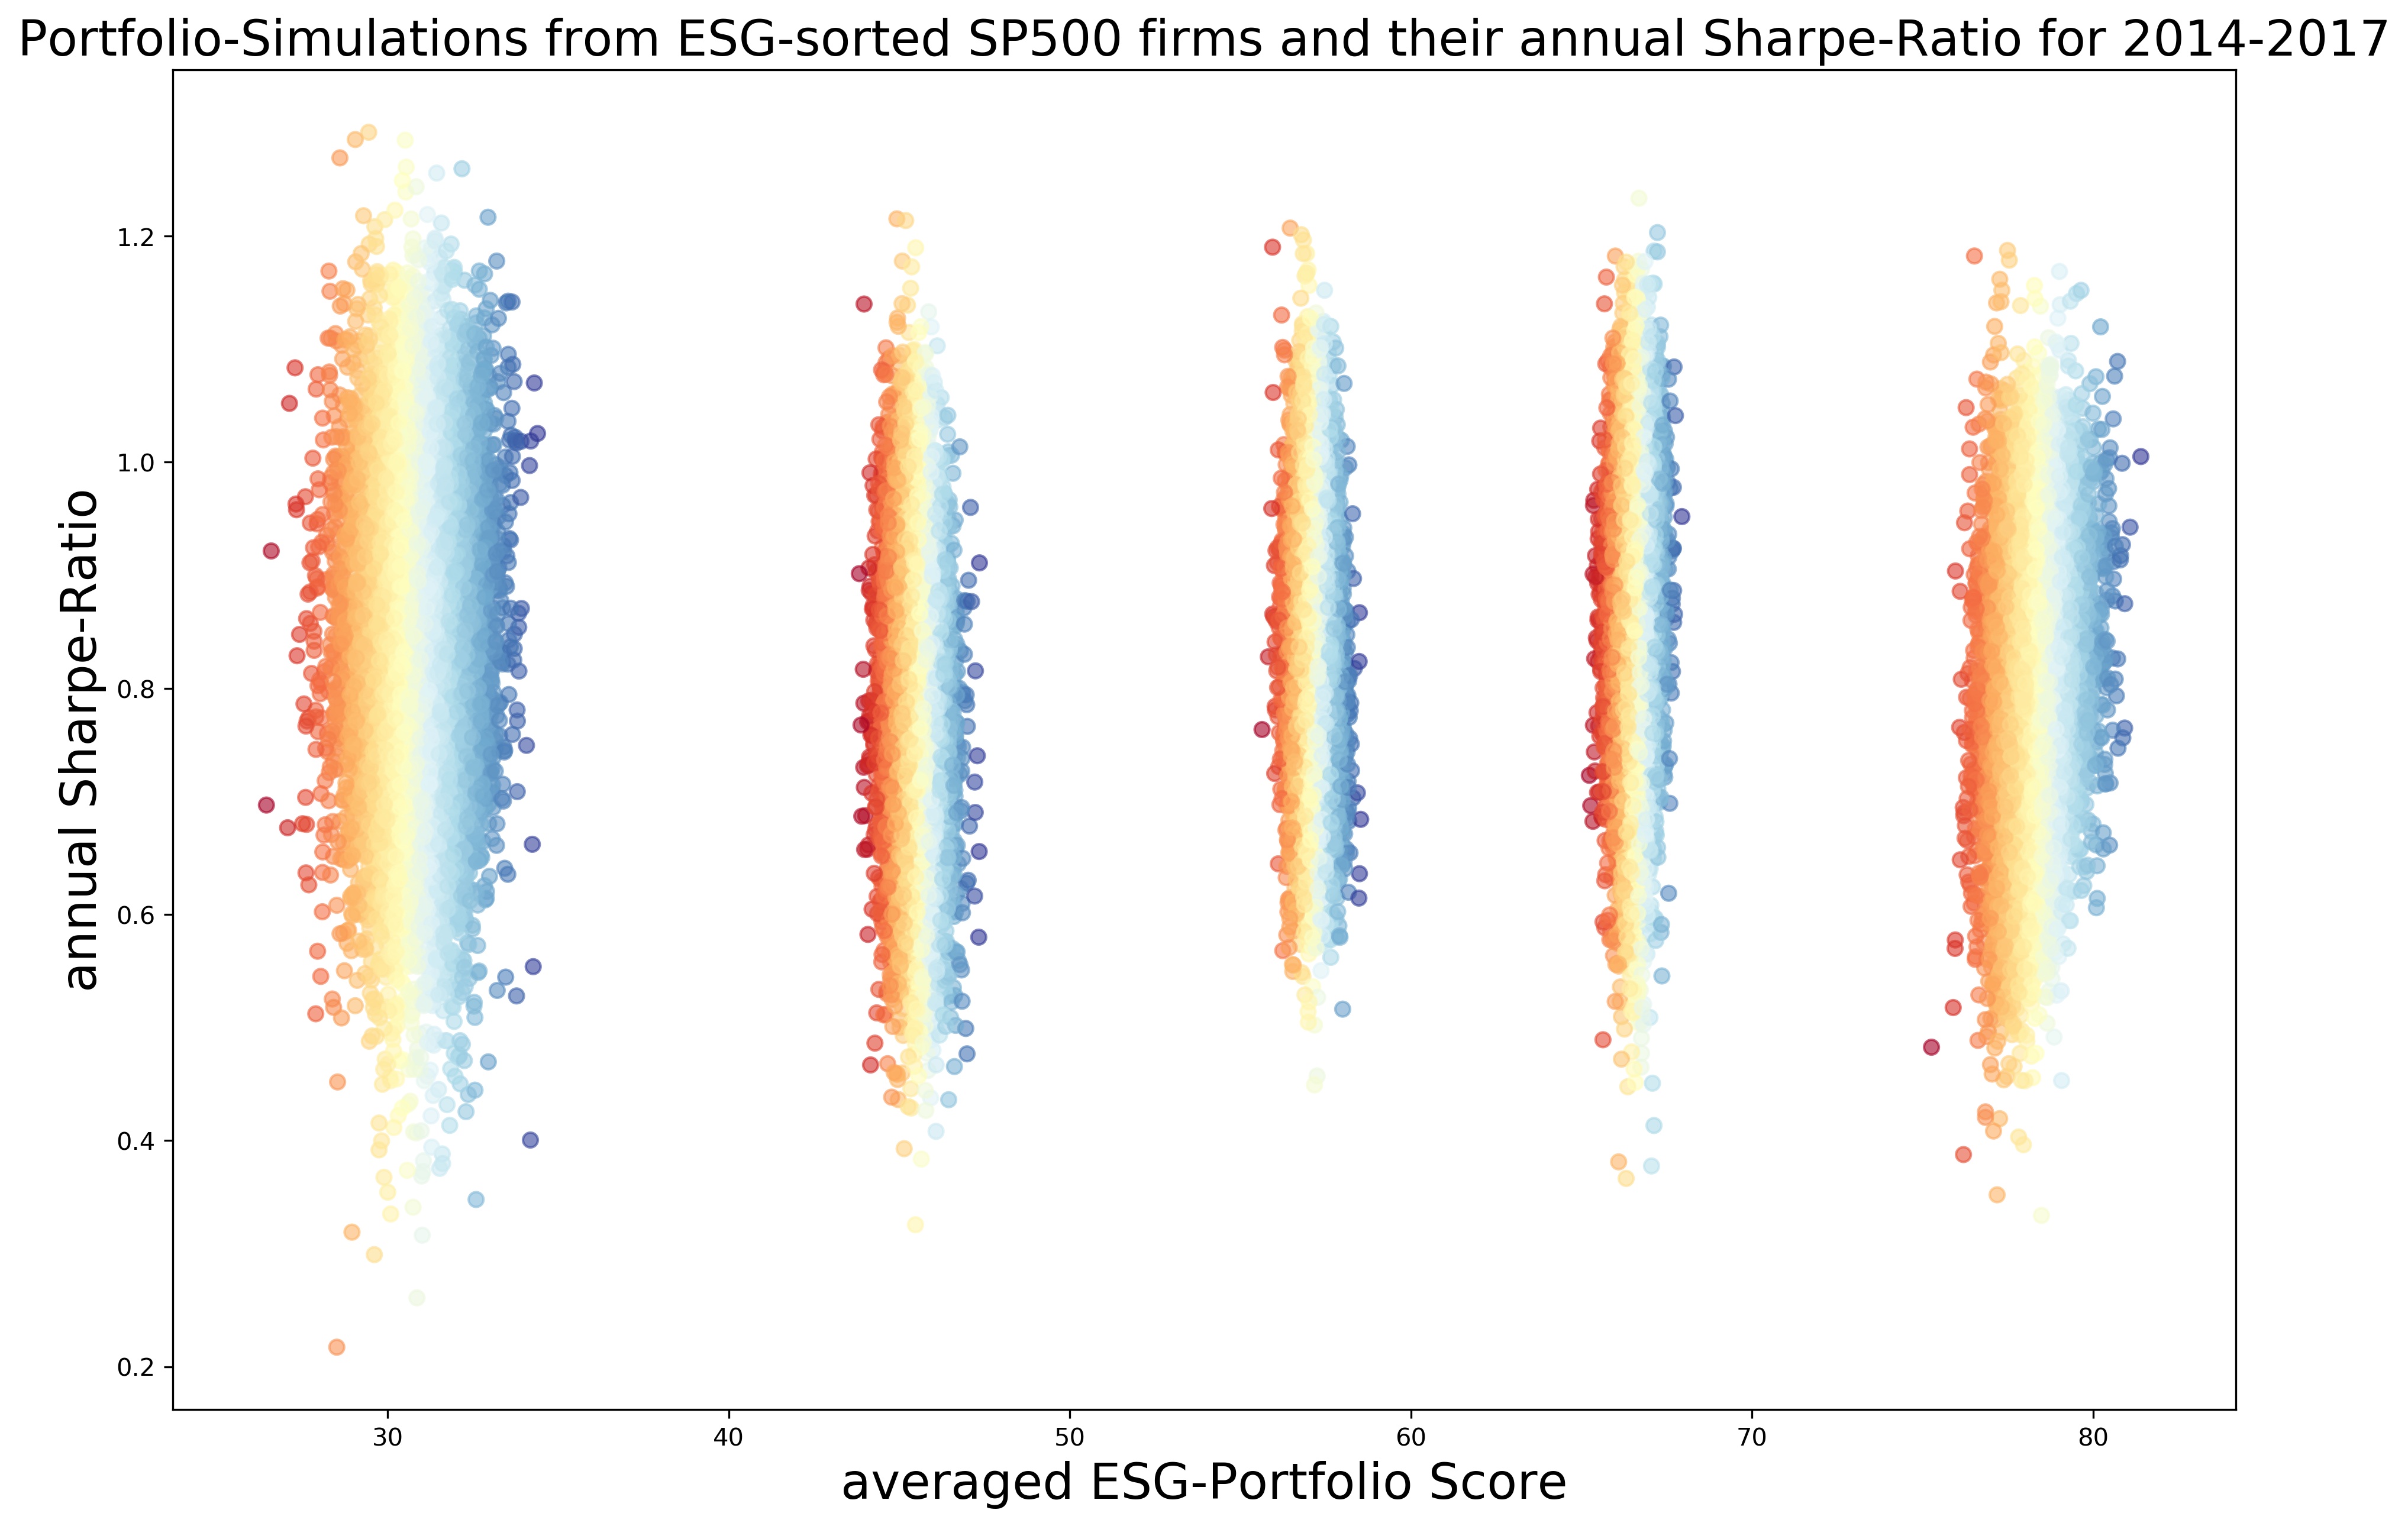 Portfolio-Simulations from ESG-sorted SP500 firms and their annual Sharpe-Ratio for 2014-2017
annual Sharpe-Ratio
1.2
1.0
0.8
0.6
0.4
0.2
30 40 50 60 70 80
averaged ESG-Portfolio Score